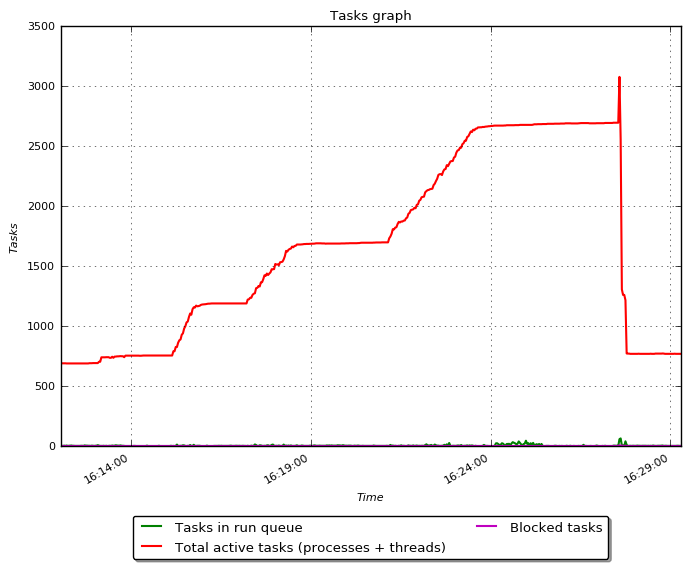 Tasks graph
3500
3000
2500
2000
1500
1000
500
0
Tasks
16:14:00
16:19:00
16:24:00
16:29:00
Time
Tasks in run queue
Total active tasks (processes + threads)
Blocked tasks